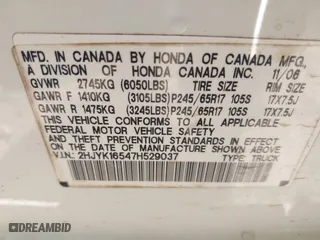 MFD. IN CANADA BY HONDA OF CANADA MFG.,
A DIVISION OF HONDA CANADA INC. 11/06
GVWR 2745KG (6050LBS) TIRE SIZE RIM SIZE
GAWR F 1410KG (3105LBS) P245/65R17 105S 17X7.5J
GAWR R 1475KG (3245LBS) P245/65R17 105S 17X7.5J
THIS VEHICLE CONFORMS TO ALL APPLICABLE
FEDERAL MOTOR VEHICLE SAFETY
AND THEFT PREVENTION STANDARDS IN EFFECT
ON THE DATE OF MANUFACTURE SHOWN ABOVE.
V.I.N.: 2HJYK16547H529037 TYPE: TRUCK
DRIVEDAMAGED.COM